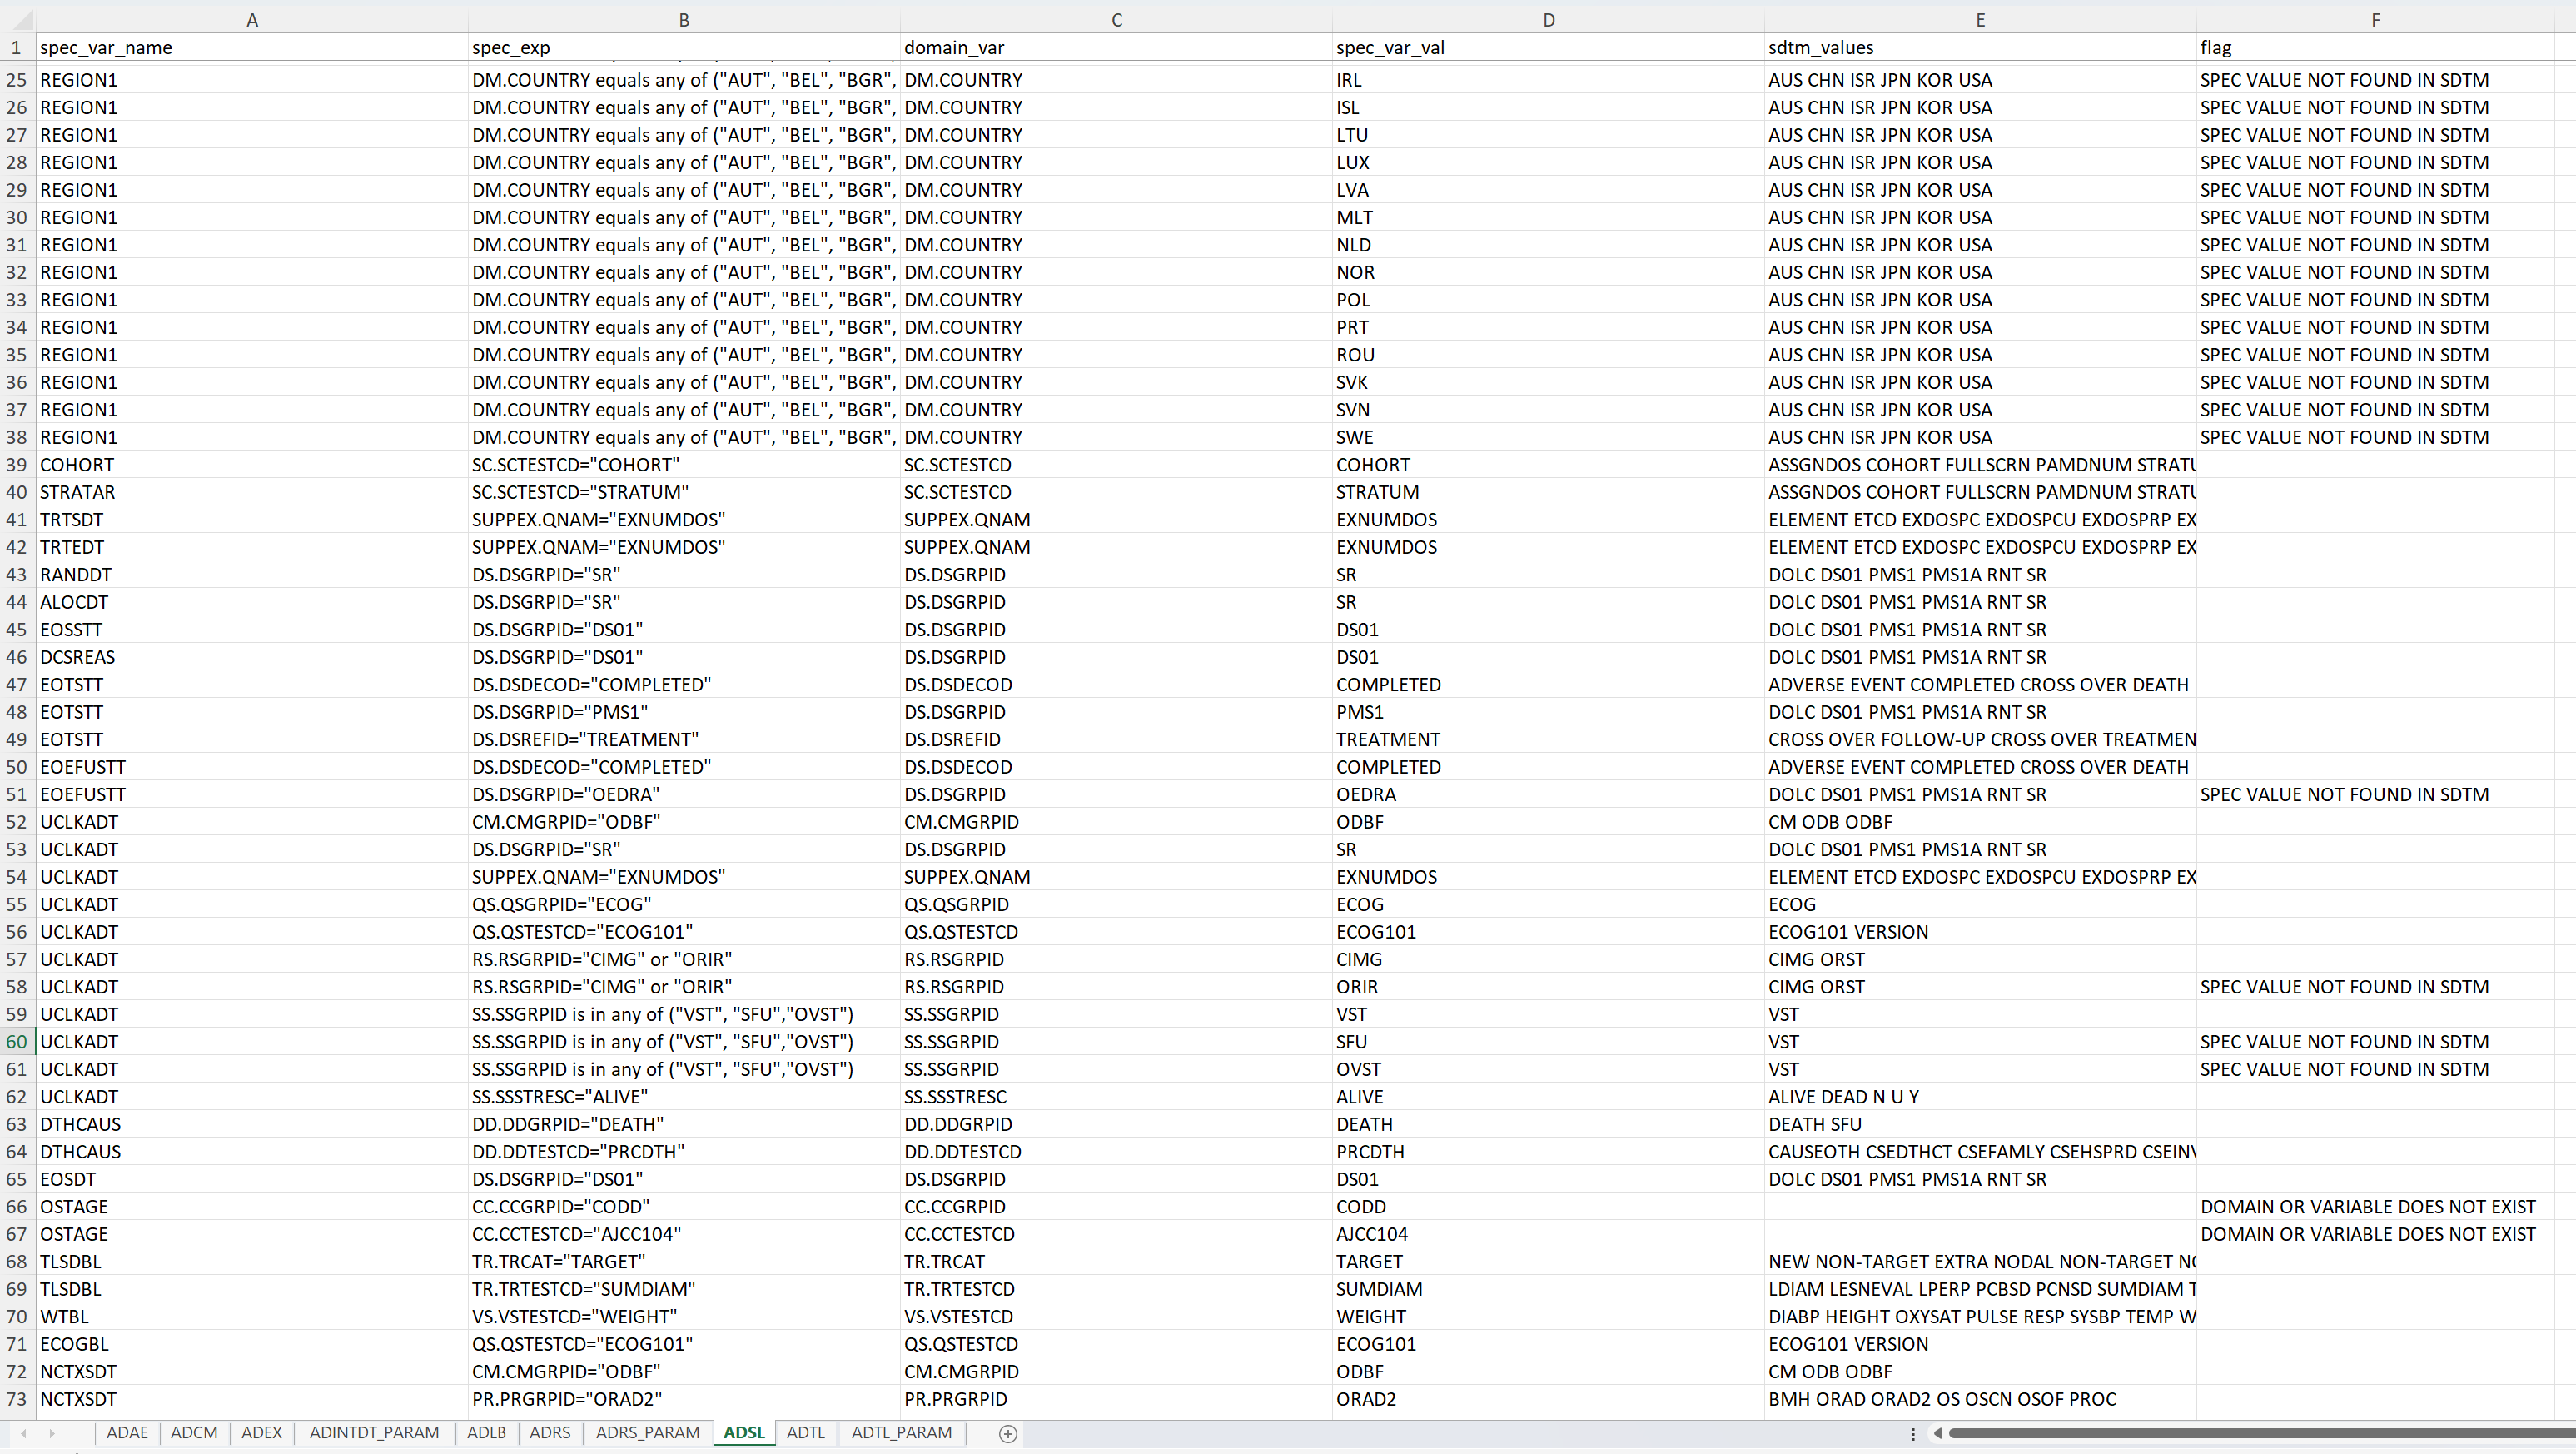 A B C D E F
1 spec_var_name spec_exp domain_var spec_var_val sdtm_values flag
25 REGION1 DM.COUNTRY equals any of ("AUT", "BEL", "BGR", DM.COUNTRY IRL AUS CHN ISR JPN KOR USA SPEC VALUE NOT FOUND IN SDTM
26 REGION1 DM.COUNTRY equals any of ("AUT", "BEL", "BGR", DM.COUNTRY ISL AUS CHN ISR JPN KOR USA SPEC VALUE NOT FOUND IN SDTM
27 REGION1 DM.COUNTRY equals any of ("AUT", "BEL", "BGR", DM.COUNTRY LTU AUS CHN ISR JPN KOR USA SPEC VALUE NOT FOUND IN SDTM
28 REGION1 DM.COUNTRY equals any of ("AUT", "BEL", "BGR", DM.COUNTRY LUX AUS CHN ISR JPN KOR USA SPEC VALUE NOT FOUND IN SDTM
29 REGION1 DM.COUNTRY equals any of ("AUT", "BEL", "BGR", DM.COUNTRY LVA AUS CHN ISR JPN KOR USA SPEC VALUE NOT FOUND IN SDTM
30 REGION1 DM.COUNTRY equals any of ("AUT", "BEL", "BGR", DM.COUNTRY MLT AUS CHN ISR JPN KOR USA SPEC VALUE NOT FOUND IN SDTM
31 REGION1 DM.COUNTRY equals any of ("AUT", "BEL", "BGR", DM.COUNTRY NLD AUS CHN ISR JPN KOR USA SPEC VALUE NOT FOUND IN SDTM
32 REGION1 DM.COUNTRY equals any of ("AUT", "BEL", "BGR", DM.COUNTRY NOR AUS CHN ISR JPN KOR USA SPEC VALUE NOT FOUND IN SDTM
33 REGION1 DM.COUNTRY equals any of ("AUT", "BEL", "BGR", DM.COUNTRY POL AUS CHN ISR JPN KOR USA SPEC VALUE NOT FOUND IN SDTM
34 REGION1 DM.COUNTRY equals any of ("AUT", "BEL", "BGR", DM.COUNTRY PRT AUS CHN ISR JPN KOR USA SPEC VALUE NOT FOUND IN SDTM
35 REGION1 DM.COUNTRY equals any of ("AUT", "BEL", "BGR", DM.COUNTRY ROU AUS CHN ISR JPN KOR USA SPEC VALUE NOT FOUND IN SDTM
36 REGION1 DM.COUNTRY equals any of ("AUT", "BEL", "BGR", DM.COUNTRY SVK AUS CHN ISR JPN KOR USA SPEC VALUE NOT FOUND IN SDTM
37 REGION1 DM.COUNTRY equals any of ("AUT", "BEL", "BGR", DM.COUNTRY SVN AUS CHN ISR JPN KOR USA SPEC VALUE NOT FOUND IN SDTM
38 REGION1 DM.COUNTRY equals any of ("AUT", "BEL", "BGR", DM.COUNTRY SWE AUS CHN ISR JPN KOR USA SPEC VALUE NOT FOUND IN SDTM
39 COHORT SC.SCTESTCD="COHORT" SC.SCTESTCD COHORT ASSGNDOS COHORT FULLSCRN PAMDNUM STRATU
40 STRATAR SC.SCTESTCD="STRATUM" SC.SCTESTCD STRATUM ASSGNDOS COHORT FULLSCRN PAMDNUM STRATU
41 TRTSDT SUPPEX.QNAM="EXNUMDOS" SUPPEX.QNAM EXNUMDOS ELEMENT ETCD EXDOSPC EXDOSPCU EXDOSPRP EX
42 TRTEDT SUPPEX.QNAM="EXNUMDOS" SUPPEX.QNAM EXNUMDOS ELEMENT ETCD EXDOSPC EXDOSPCU EXDOSPRP EX
43 RANDDT DS.DSGRPID="SR" DS.DSGRPID SR DOLC DS01 PMS1 PMS1A RNT SR
44 ALOCDT DS.DSGRPID="SR" DS.DSGRPID SR DOLC DS01 PMS1 PMS1A RNT SR
45 EOSSTT DS.DSGRPID="DS01" DS.DSGRPID DS01 DOLC DS01 PMS1 PMS1A RNT SR
46 DCSREAS DS.DSGRPID="DS01" DS.DSGRPID DS01 DOLC DS01 PMS1 PMS1A RNT SR
47 EOTSTT DS.DSDECOD="COMPLETED" DS.DSDECOD COMPLETED ADVERSE EVENT COMPLETED CROSS OVER DEATH
48 EOTSTT DS.DSGRPID="PMS1" DS.DSGRPID PMS1 DOLC DS01 PMS1 PMS1A RNT SR
49 EOTSTT DS.DSREFID="TREATMENT" DS.DSREFID TREATMENT CROSS OVER FOLLOW-UP CROSS OVER TREATMEN
50 EOEFUSTT DS.DSDECOD="COMPLETED" DS.DSDECOD COMPLETED ADVERSE EVENT COMPLETED CROSS OVER DEATH
51 EOEFUSTT DS.DSGRPID="OEDRA" DS.DSGRPID OEDRA DOLC DS01 PMS1 PMS1A RNT SR SPEC VALUE NOT FOUND IN SDTM
52 UCLKADT CM.CMGRPID="ODBF" CM.CMGRPID ODBF CM ODB ODBF
53 UCLKADT DS.DSGRPID="SR" DS.DSGRPID SR DOLC DS01 PMS1 PMS1A RNT SR
54 UCLKADT SUPPEX.QNAM="EXNUMDOS" SUPPEX.QNAM EXNUMDOS ELEMENT ETCD EXDOSPC EXDOSPCU EXDOSPRP EX
55 UCLKADT QS.QSGRPID="ECOG" QS.QSGRPID ECOG ECOG
56 UCLKADT QS.QSTESTCD="ECOG101" QS.QSTESTCD ECOG101 ECOG101 VERSION
57 UCLKADT RS.RSGRPID="CIMG" or "ORIR" RS.RSGRPID CIMG CIMG ORST
58 UCLKADT RS.RSGRPID="CIMG" or "ORIR" RS.RSGRPID ORIR CIMG ORST SPEC VALUE NOT FOUND IN SDTM
59 UCLKADT SS.SSGRPID is in any of ("VST", "SFU","OVST") SS.SSGRPID VST VST
60 UCLKADT SS.SSGRPID is in any of ("VST", "SFU","OVST") SS.SSGRPID SFU VST SPEC VALUE NOT FOUND IN SDTM
61 UCLKADT SS.SSGRPID is in any of ("VST", "SFU","OVST") SS.SSGRPID OVST VST SPEC VALUE NOT FOUND IN SDTM
62 UCLKADT SS.SSSTRESC="ALIVE" SS.SSSTRESC ALIVE ALIVE DEAD N U Y
63 DTHCAUS DD.DDGRPID="DEATH" DD.DDGRPID DEATH DEATH SFU
64 DTHCAUS DD.DDTESTCD="PRCDTH" DD.DDTESTCD PRCDTH CAUSEOTH CSEDTHCT CSEFAMLY CSEHSPRD CSEINV
65 EOSDT DS.DSGRPID="DS01" DS.DSGRPID DS01 DOLC DS01 PMS1 PMS1A RNT SR
66 OSTAGE CC.CCGRPID="CODD" CC.CCGRPID CODD DOMAIN OR VARIABLE DOES NOT EXIST
67 OSTAGE CC.CCTESTCD="AJCC104" CC.CCTESTCD AJCC104 DOMAIN OR VARIABLE DOES NOT EXIST
68 TLSDBL TR.TRCAT="TARGET" TR.TRCAT TARGET NEW NON-TARGET EXTRA NODAL NON-TARGET NO
69 TLSDBL TR.TRTESTCD="SUMDIAM" TR.TRTESTCD SUMDIAM LDIAM LESNEVAL LPERP PCBSD PCNSD SUMDIAM T
70 WTBL VS.VSTESTCD="WEIGHT" VS.VSTESTCD WEIGHT DIABP HEIGHT OXYSAT PULSE RESP SYSBP TEMP W
71 ECOGBL QS.QSTESTCD="ECOG101" QS.QSTESTCD ECOG101 ECOG101 VERSION
72 NCTXSDT CM.CMGRPID="ODBF" CM.CMGRPID ODBF CM ODB ODBF
73 NCTXSDT PR.PRGRPID="ORAD2" PR.PRGRPID ORAD2 BMH ORAD ORAD2 OS OSCN OSOF PROC
ADAE ADCM ADEX ADINTDT_PARAM ADLB ADRS ADRS_PARAM ADSL ADTL ADTL_PARAM